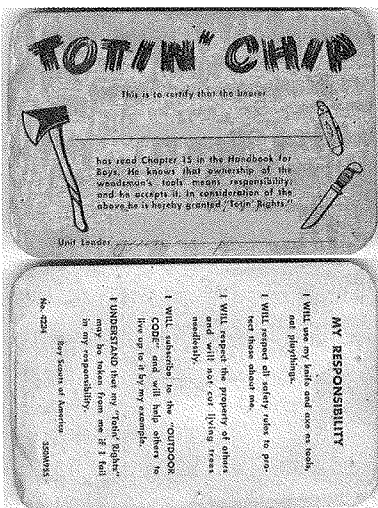 TOTIN" CHIP
This is to certify that the bearer
has read Chapter 15 in the Handbook for
Boys. He knows that ownership of the
woodsman's tools means responsibility;
and he accepts it. In consideration of the
above he is hereby granted "Totin' Rights."
Unit Leader
MY RESPONSIBILITY
I WILL use my knife and axe as tools,
not playthings.
I WILL respect all safety rules to pro-
tect those about me.
I WILL respect the property of others
and will not cut living trees
needlessly.
I WILL subscribe to the "OUTDOOR
CODE" and will help others to
live up to it by my example.
I UNDERSTAND that my "Totin' Rights"
may be taken from me if I fail
in my responsibility.
Boy Scouts of America
No. 4234
350M955